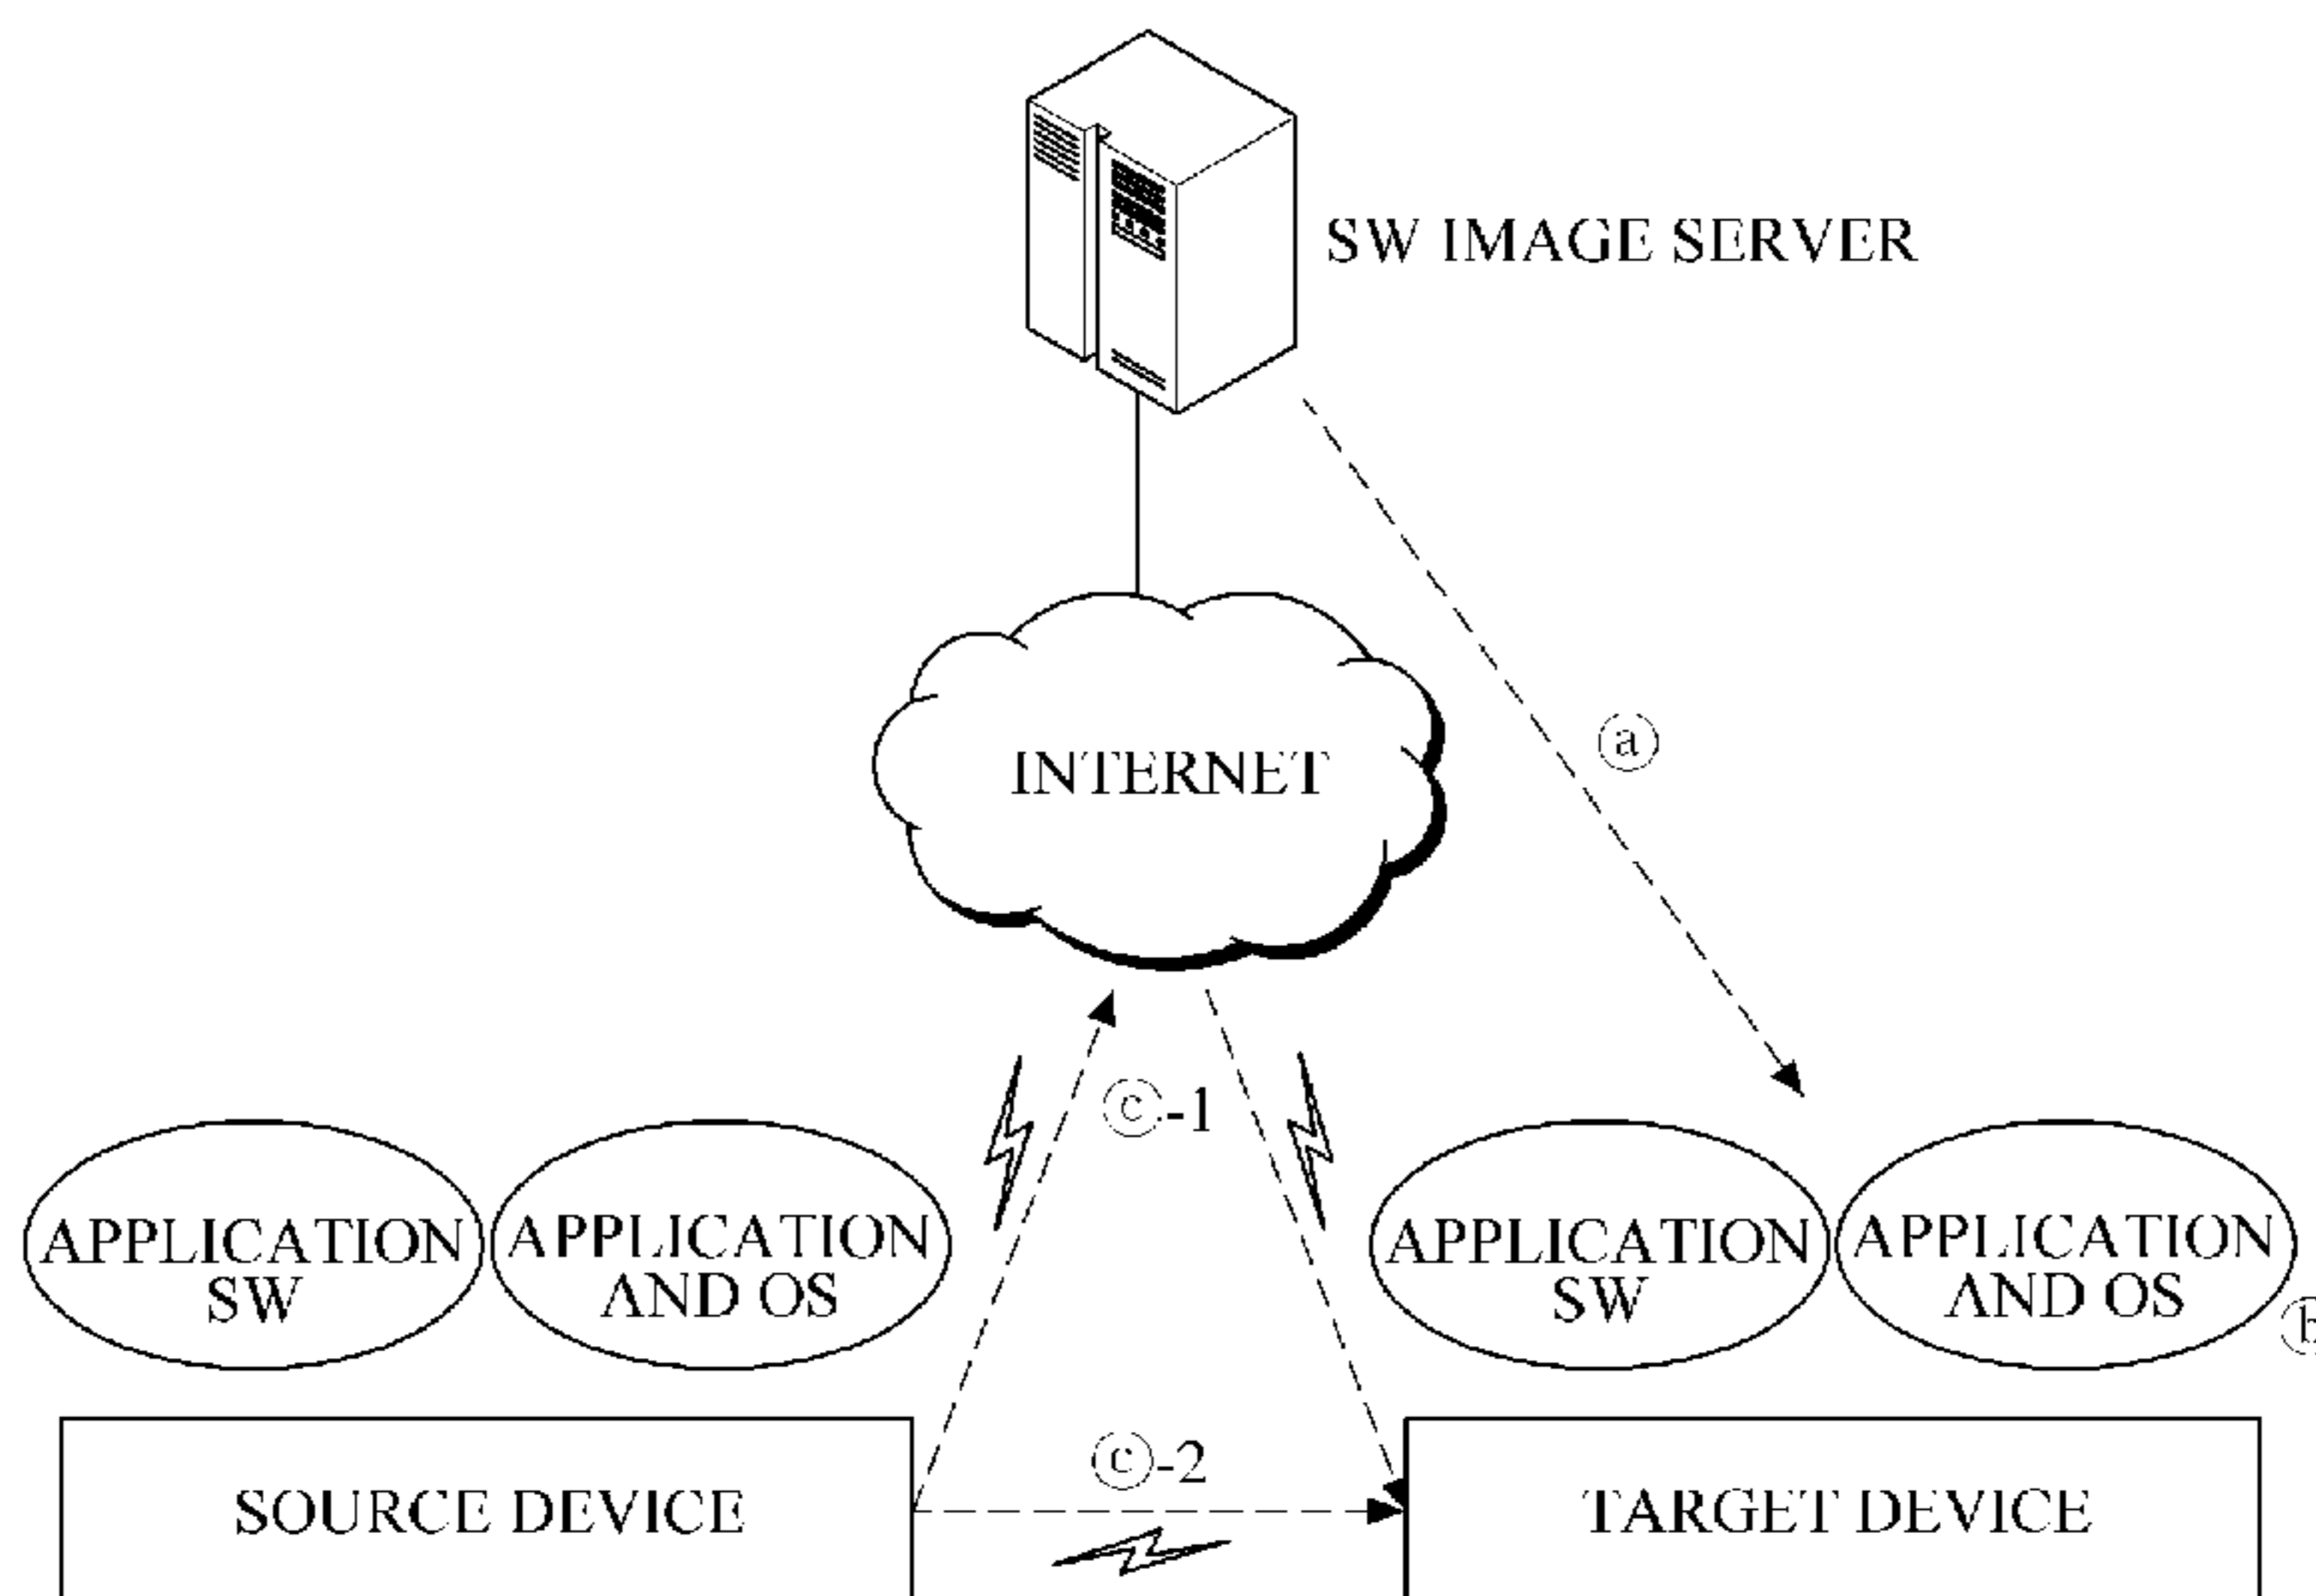 SW IMAGE SERVER
INTERNET
ⓐ
ⓒ-1
APPLICATION
SW
APPLICATION
AND OS
APPLICATION
SW
APPLICATION
AND OS
ⓑ
ⓒ-2
SOURCE DEVICE
TARGET DEVICE